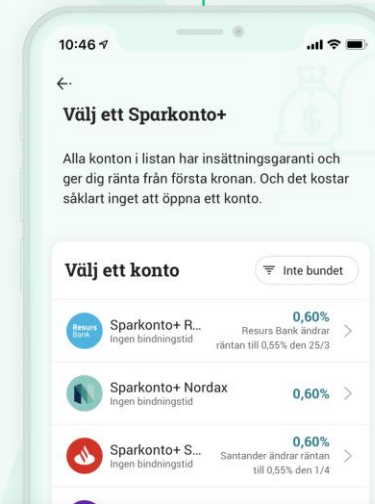 10:46
Välj ett Sparkonto+
Alla konton i listan har insättningsgaranti och
ger dig ränta från första kronan. Och det kostar
såklart inget att öppna ett konto.
Välj ett konto
Inte bundet
Resurs
Bank
Sparkonto+ R...
Ingen bindningstid
0,60%
Resurs Bank ändrar
räntan till 0,55% den 25/3
Sparkonto+ Nordax
Ingen bindningstid
0,60%
Sparkonto+ S...
Ingen bindningstid
0,60%
Santander ändrar räntan
till 0,55% den 1/4